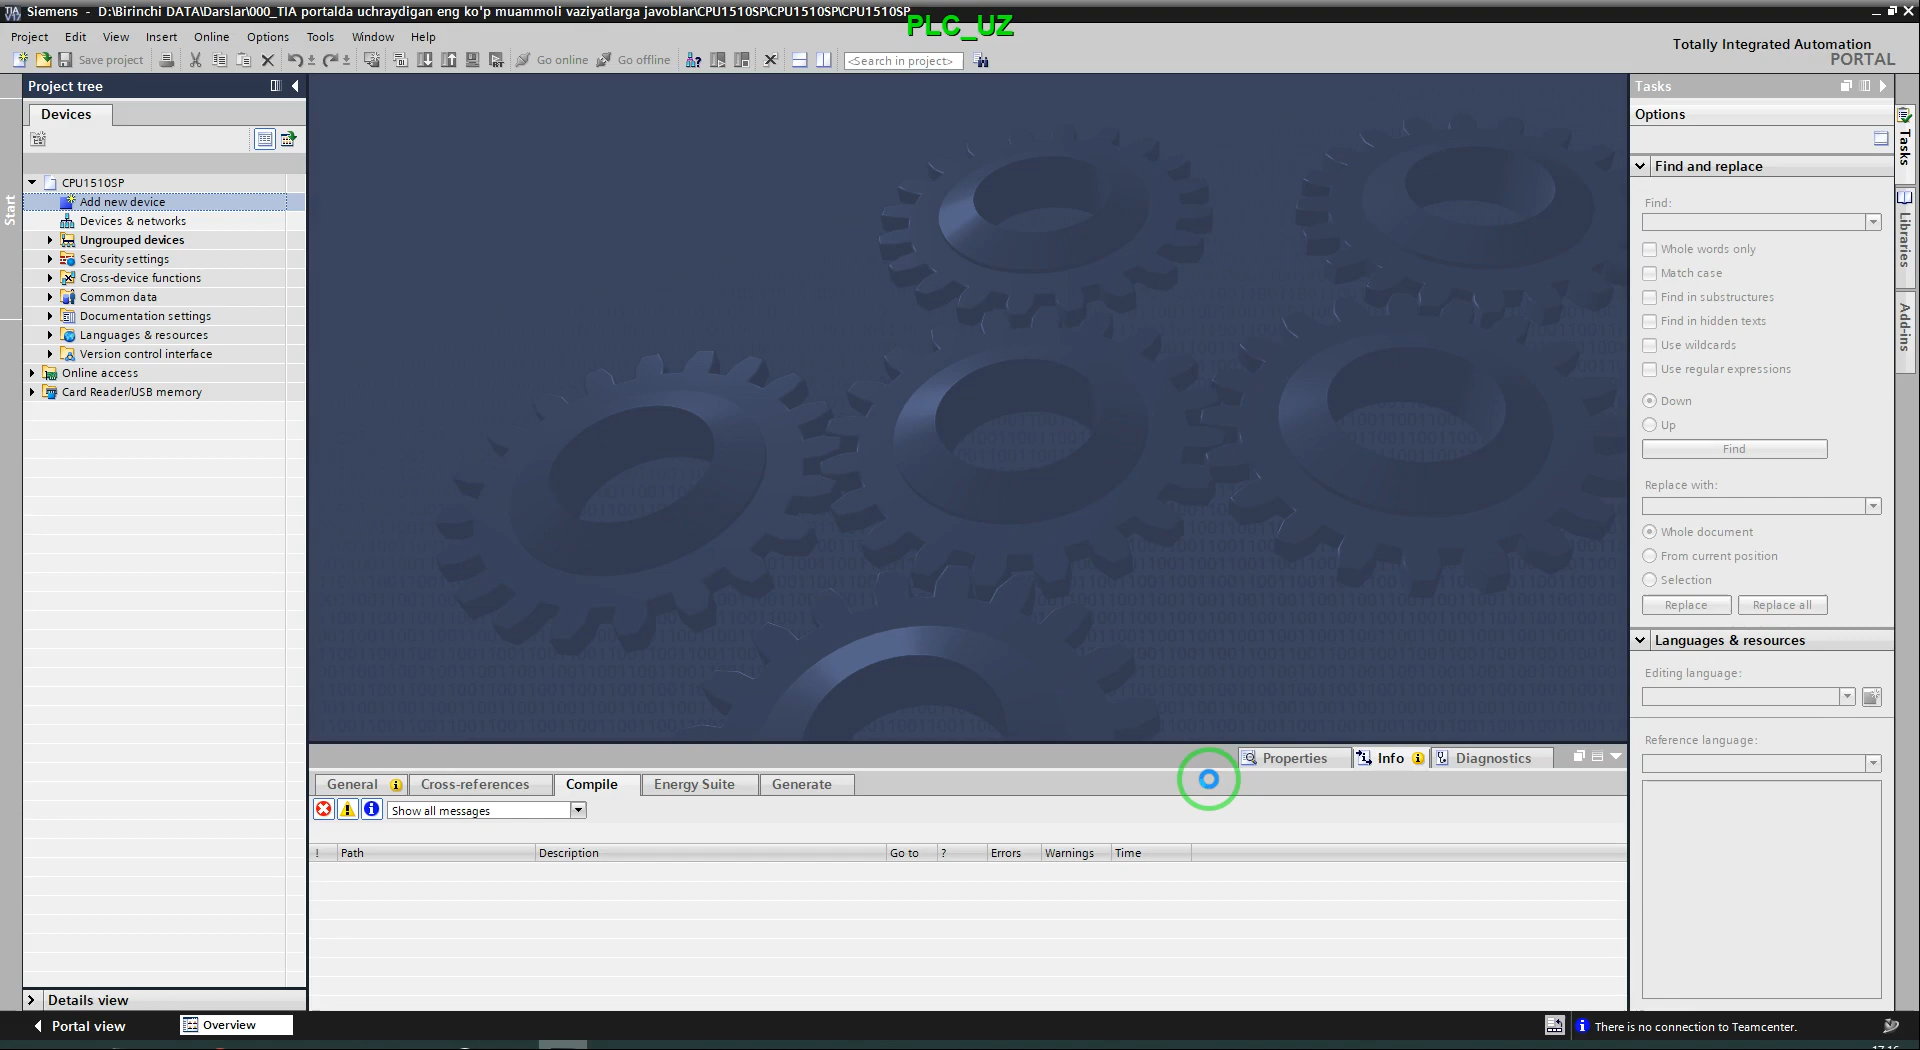 Siemens - D:\Birinchi DATA\Darslar\000_TIA portalda uchraydigan eng ko'p muammoli vaziyatlarga javoblar\CPU1510SP\CPU1510SP\CPU1510SP
PLC_UZ
Project Edit View Insert Online Options Tools Window Help
Totally Integrated Automation
PORTAL
Save project
Go online
Go offline
<Search in project>
Project tree
Devices
Start
CPU1510SP
Add new device
Devices & networks
Ungrouped devices
Security settings
Cross-device functions
Common data
Documentation settings
Languages & resources
Version control interface
Online access
Card Reader/USB memory
Details view
Properties
Info
Diagnostics
General
Cross-references
Compile
Energy Suite
Generate
Show all messages
! Path Description Go to ? Errors Warnings Time
Tasks
Options
Find and replace
Find:
Whole words only
Match case
Find in substructures
Find in hidden texts
Use wildcards
Use regular expressions
Down
Up
Find
Replace with:
Whole document
From current position
Selection
Replace
Replace all
Languages & resources
Editing language:
Reference language:
Tasks
Libraries
Add-ins
Portal view
Overview
There is no connection to Teamcenter.